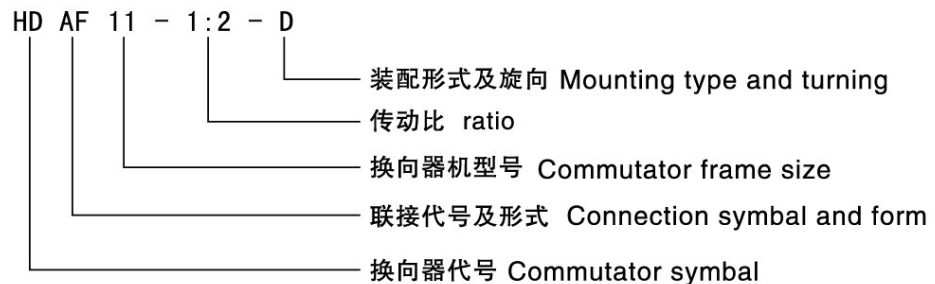 HD AF 11 - 1:2 - D
装配形式及旋向 Mounting type and turning
传动比 ratio
换向器机型号 Commutator frame size
联接代号及形式 Connection symbal and form
换向器代号 Commutator symbal